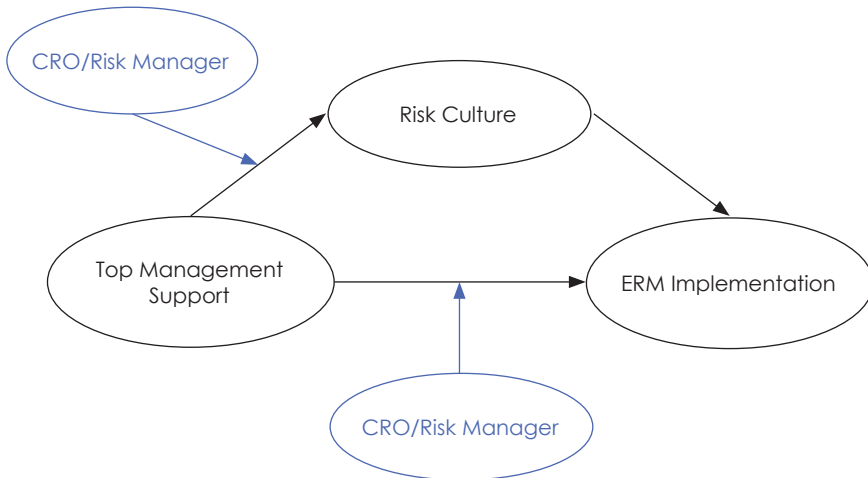 CRO/Risk Manager
Risk Culture
Top Management
Support
ERM Implementation
CRO/Risk Manager